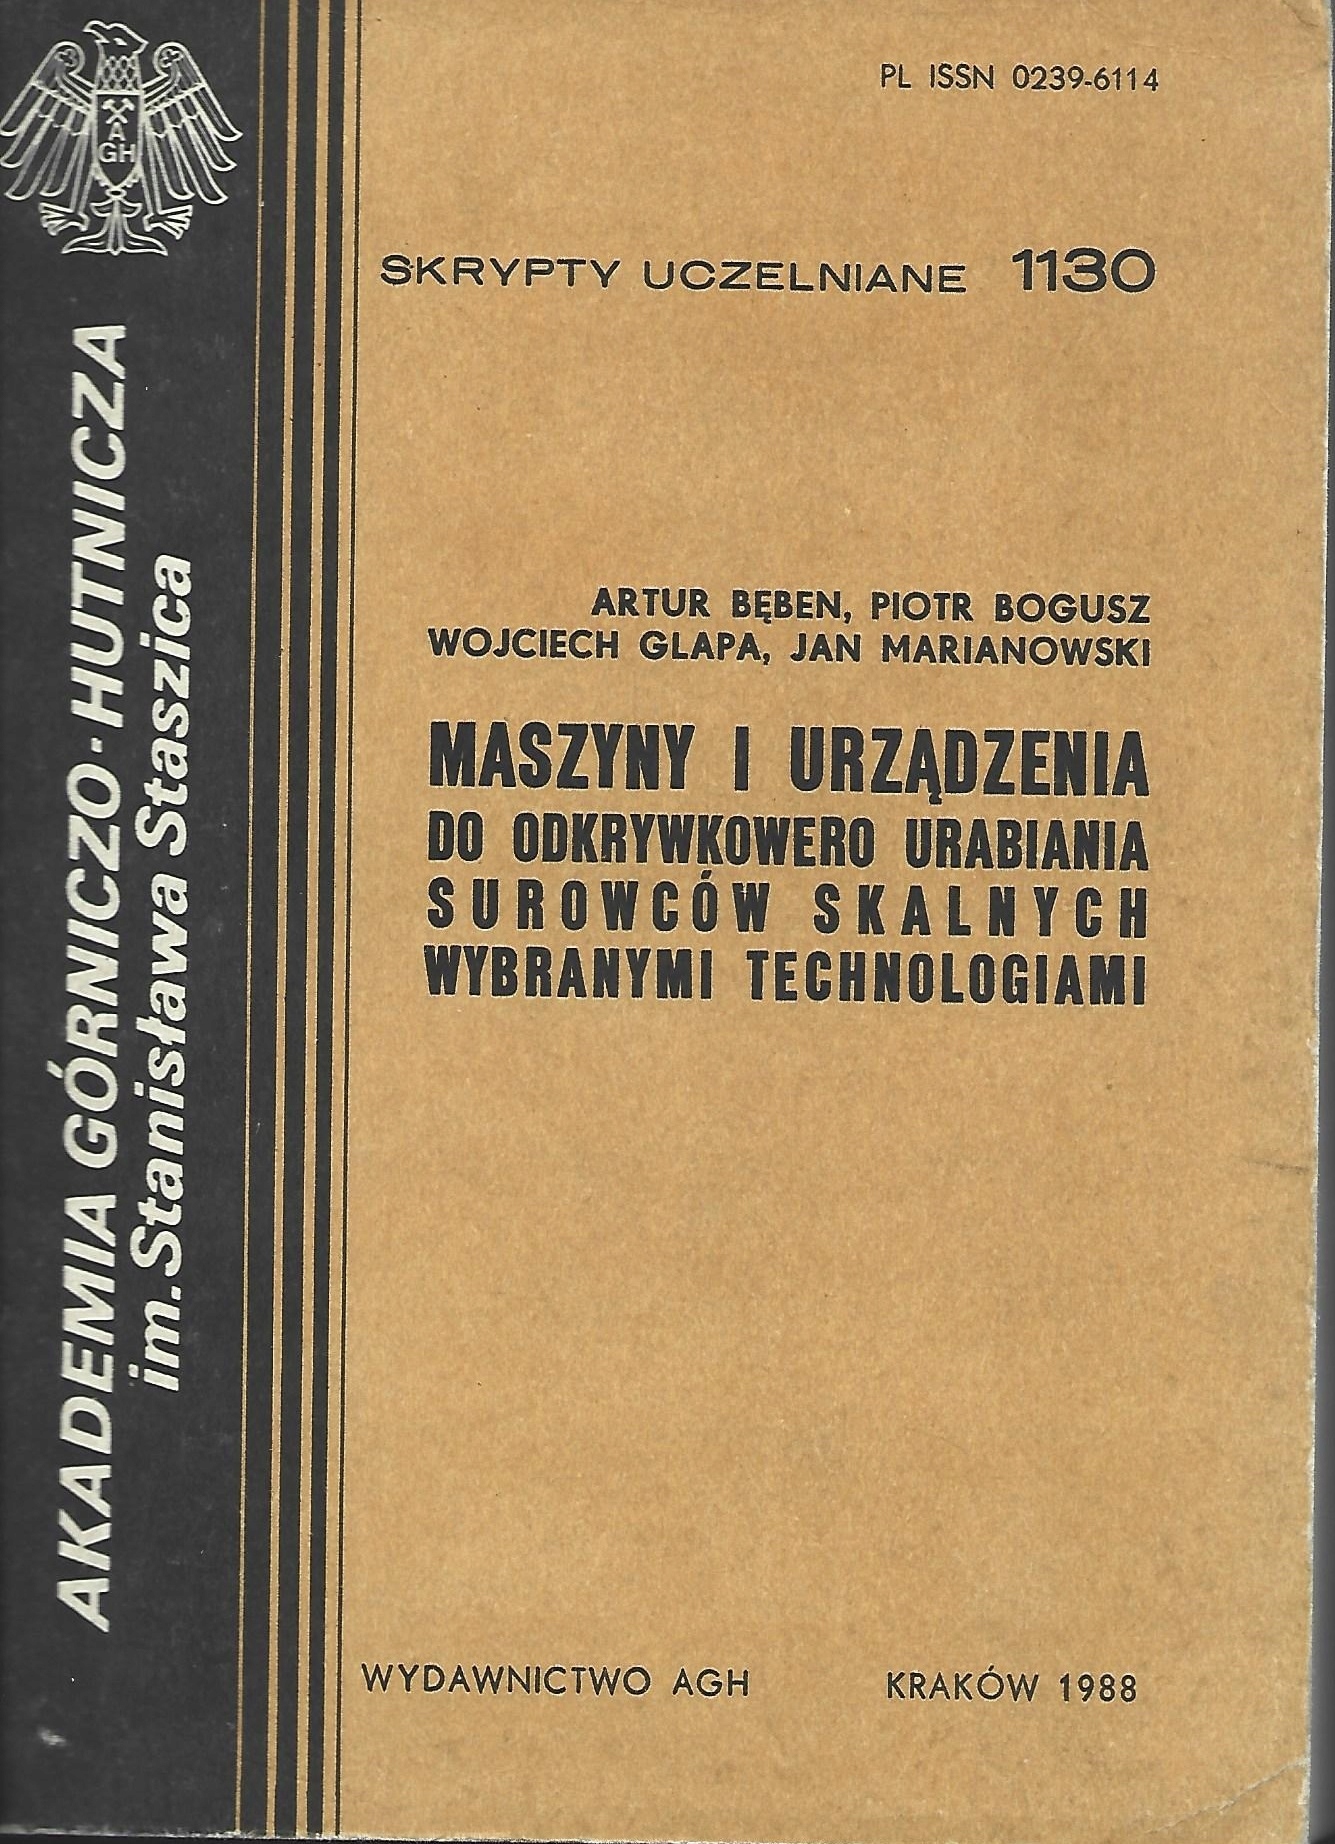 A
GH
AKADEMIA GÓRNICZO-HUTNICZA
im. Stanisława Staszica
PL ISSN 0239-6114
SKRYPTY UCZELNIANE 1130
ARTUR BĘBEN, PIOTR BOGUSZ
WOJCIECH GLAPA, JAN MARIANOWSKI
MASZYNY I URZĄDZENIA
DO ODKRYWKOWERO URABIANIA
SUROWCÓW SKALNYCH
WYBRANYMI TECHNOLOGIAMI
WYDAWNICTWO AGH KRAKÓW 1988